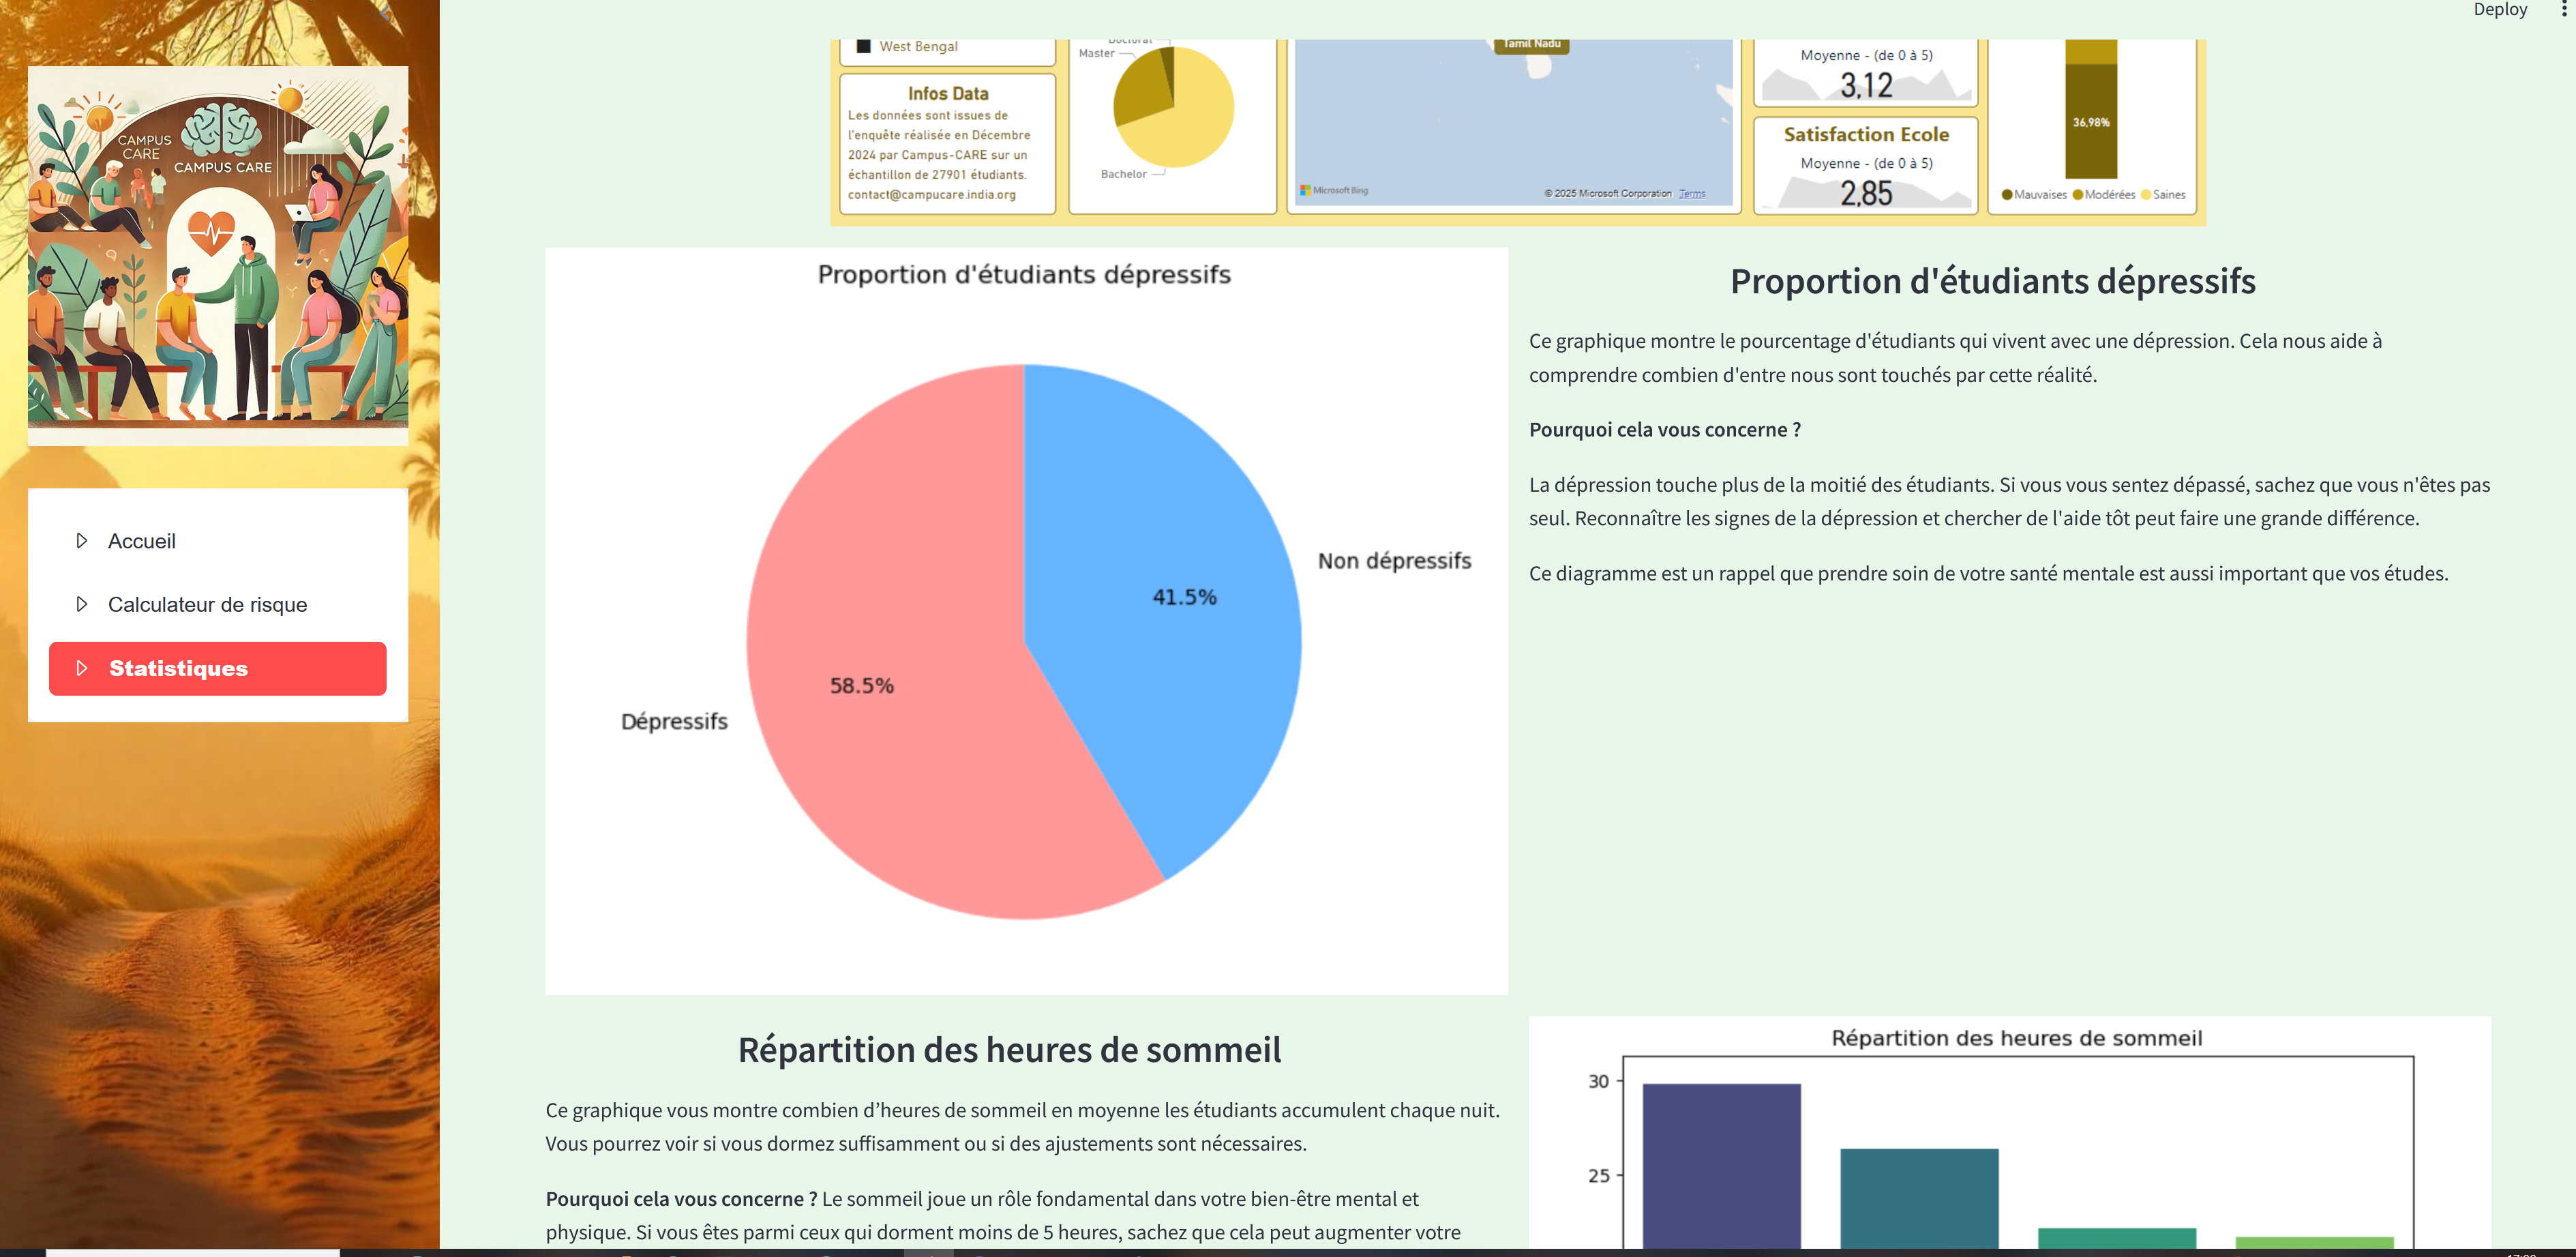 Deploy
CAMPUS
CARE
CAMPUS CARE
Accueil
Calculateur de risque
Statistiques
West Bengal
Infos Data
Les données sont issues de
l'enquête réalisée en Décembre
2024 par Campus-CARE sur un
échantillon de 27901 étudiants.
contact@campucare.india.org
Doctorat
Master
Bachelor
Tamil Nadu
Microsoft Bing
© 2025 Microsoft Corporation Terms
Moyenne - (de 0 à 5)
3,12
Satisfaction Ecole
Moyenne - (de 0 à 5)
2,85
36,98%
Mauvaises Modérées Saines
Proportion d'étudiants dépressifs
Non dépressifs
41.5%
58.5%
Dépressifs
Proportion d'étudiants dépressifs
Ce graphique montre le pourcentage d'étudiants qui vivent avec une dépression. Cela nous aide à
comprendre combien d'entre nous sont touchés par cette réalité.
Pourquoi cela vous concerne ?
La dépression touche plus de la moitié des étudiants. Si vous vous sentez dépassé, sachez que vous n'êtes pas
seul. Reconnaître les signes de la dépression et chercher de l'aide tôt peut faire une grande différence.
Ce diagramme est un rappel que prendre soin de votre santé mentale est aussi important que vos études.
Répartition des heures de sommeil
Ce graphique vous montre combien d’heures de sommeil en moyenne les étudiants accumulent chaque nuit.
Vous pourrez voir si vous dormez suffisamment ou si des ajustements sont nécessaires.
Pourquoi cela vous concerne ? Le sommeil joue un rôle fondamental dans votre bien-être mental et
physique. Si vous êtes parmi ceux qui dorment moins de 5 heures, sachez que cela peut augmenter votre
Répartition des heures de sommeil
30
25